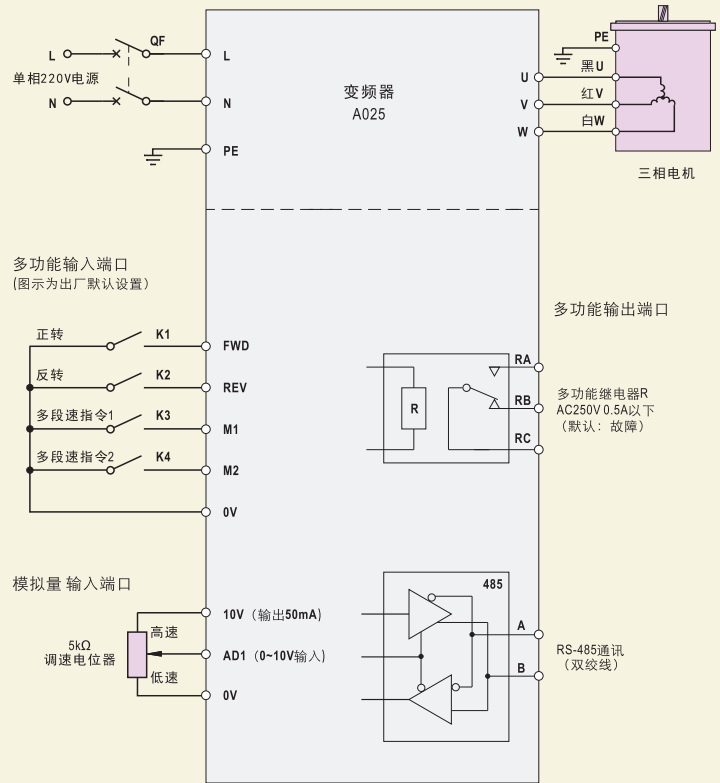 QF
L
L
单相220V电源
N
N
PE
变频器
A025
PE
U
黑U
V
红V
W
白W
三相电机
多功能输入端口
(图示为出厂默认设置)
正转
K1
FWD
反转
K2
REV
多段速指令1
K3
M1
多段速指令2
K4
M2
0V
多功能输出端口
RA
R
RB
RC
多功能继电器R
AC250V 0.5A以下
(默认：故障)
模拟量 输入端口
10V (输出50mA)
高速
5kΩ
调速电位器
AD1 (0~10V输入)
低速
0V
485
A
B
RS-485通讯
(双绞线)